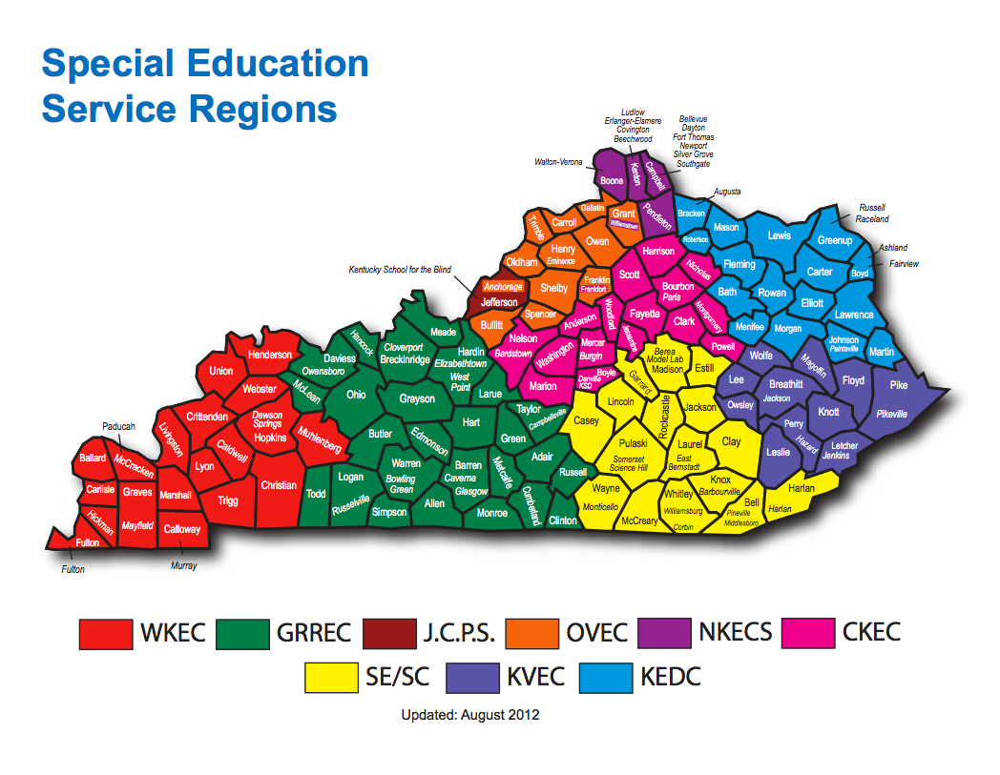 Special Education
Service Regions
Ludlow
Erlanger-Elsmere
Covington
Beechwood
Bellevue
Dayton
Fort Thomas
Newport
Silver Grove
Southgate
Walton-Verona
Boone
Kenton
Campbell
Augusta
Pendleton
Bracken
Robertson
Mason
Lewis
Greenup
Russell
Raceland
Ashland
Fairview
Boyd
Carter
Fleming
Rowan
Elliott
Bath
Lawrence
Menifee
Morgan
Johnson
Paintsville
Martin
Gallatin
Grant
Williamstown
Trimble
Carroll
Owen
Henry
Eminence
Oldham
Kentucky School for the Blind
Anchorage
Jefferson
Shelby
Franklin
Frankfort
Spencer
Bullitt
Harrison
Nicholas
Scott
Bourbon
Paris
Woodford
Fayette
Clark
Montgomery
Powell
Jessamine
Anderson
Mercer
Burgin
Nelson
Bardstown
Washington
Marion
Boyle
Danville
KSD
Meade
Hancock
Cloverport
Breckinridge
Hardin
Elizabethtown
West
Point
Larue
Daviess
Owensboro
McLean
Ohio
Grayson
Hart
Taylor
Campbellsville
Green
Adair
Russell
Butler
Edmonson
Warren
Bowling
Green
Barren
Caverna
Glasgow
Metcalfe
Cumberland
Clinton
Monroe
Allen
Simpson
Logan
Russellville
Todd
Henderson
Union
Webster
Crittenden
Dawson
Springs
Hopkins
Muhlenberg
Livingston
Caldwell
Lyon
Christian
Trigg
Paducah
Ballard
McCracken
Carlisle
Graves
Mayfield
Marshall
Hickman
Fulton
Calloway
Fulton
Murray
Berea
Model Lab
Madison
Estill
Garrard
Lincoln
Rockcastle
Jackson
Casey
Pulaski
Somerset
Science Hill
Laurel
East
Bernstadt
Clay
Wayne
Monticello
McCreary
Whitley
Williamsburg
Corbin
Knox
Barbourville
Bell
Pineville
Middlesboro
Harlan
Harlan
Wolfe
Magoffin
Lee
Breathitt
Jackson
Floyd
Pike
Pikeville
Owsley
Perry
Hazard
Knott
Leslie
Letcher
Jenkins
WKEC
GRREC
J.C.P.S.
OVEC
NKECS
CKEC
SE/SC
KVEC
KEDC
Updated: August 2012